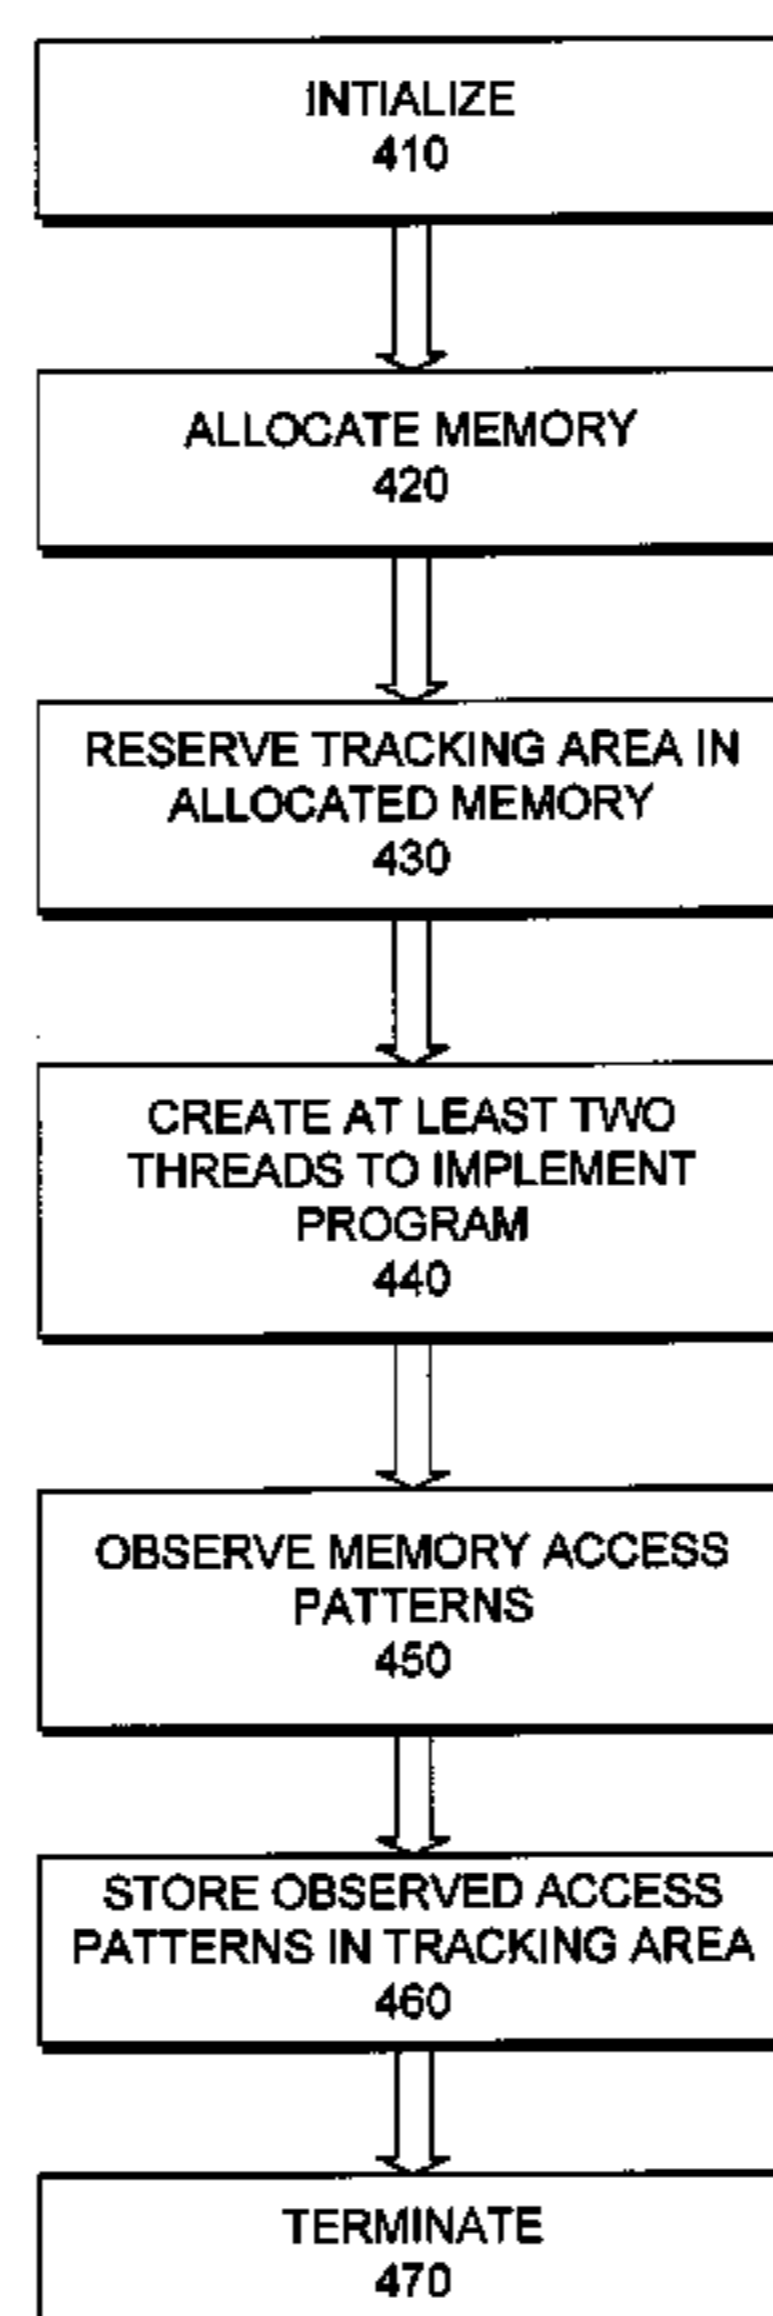 INTIALIZE
410
ALLOCATE MEMORY
420
RESERVE TRACKING AREA IN
ALLOCATED MEMORY
430
CREATE AT LEAST TWO
THREADS TO IMPLEMENT
PROGRAM
440
OBSERVE MEMORY ACCESS
PATTERNS
450
STORE OBSERVED ACCESS
PATTERNS IN TRACKING AREA
460
TERMINATE
470